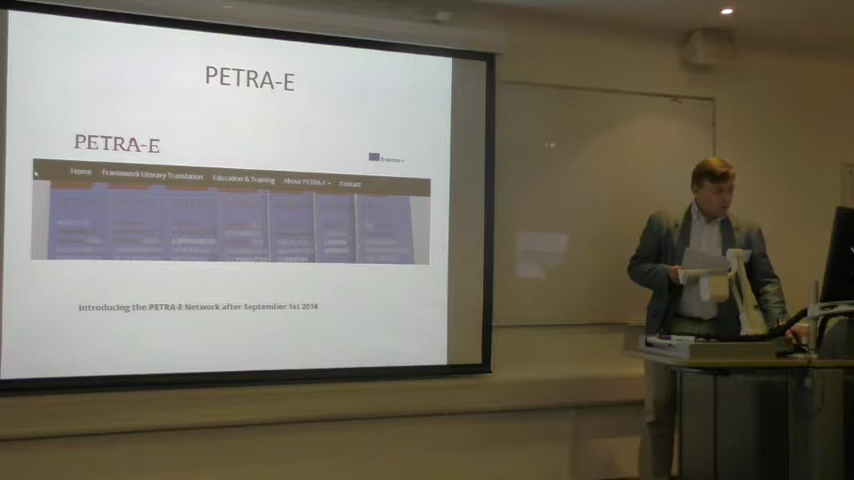 PETRA-E
PETRA-E
Erasmus+
Home Framework Literary Translation Education & Training About PETRA-E Contact
Introducing the PETRA-E Network after September 1st 2016